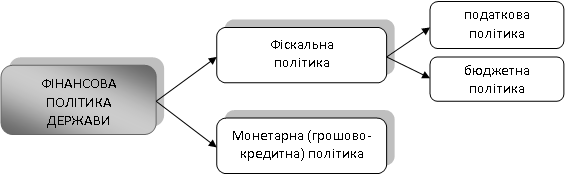 ФІНАНСОВА
ПОЛІТИКА
ДЕРЖАВИ
Фіскальна
політика
податкова
політика
бюджетна
політика
Монетарна (грошово-
кредитна) політика